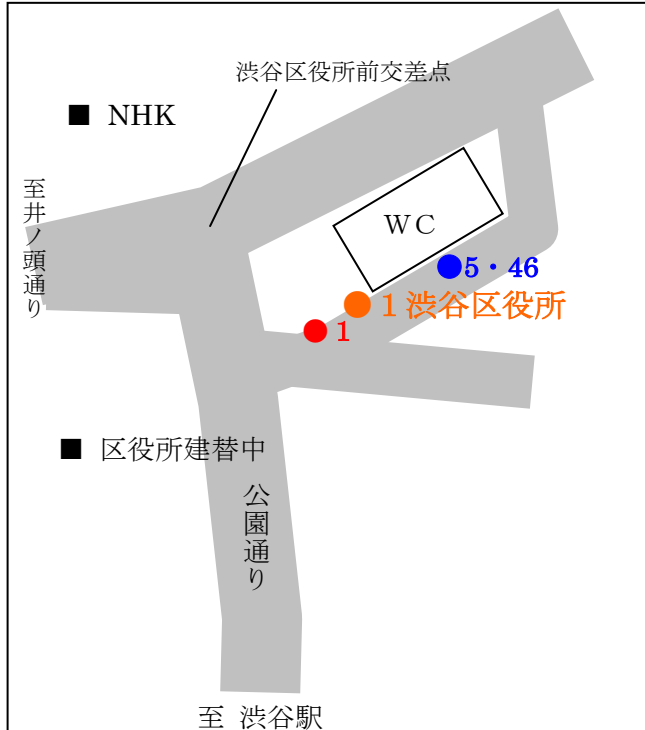 渋谷区役所前交差点
■ NHK
至井ノ頭通り
WC
5・46
1 渋谷区役所
1
■ 区役所建替中
公園通り
至 渋谷駅